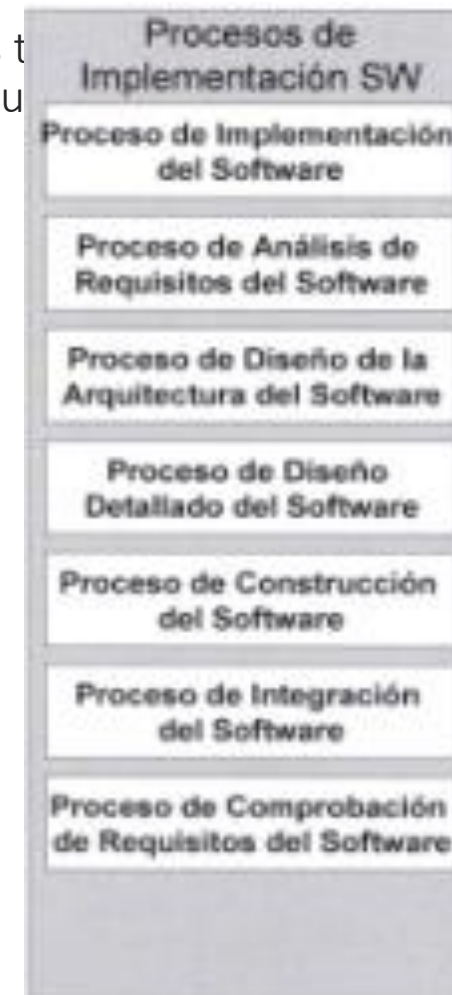 Procesos de
Implementación SW
Proceso de Implementación
del Software
Proceso de Análisis de
Requisitos del Software
Proceso de Diseño de la
Arquitectura del Software
Proceso de Diseño
Detallado del Software
Proceso de Construcción
del Software
Proceso de Integración
del Software
Proceso de Comprobación
de Requisitos del Software